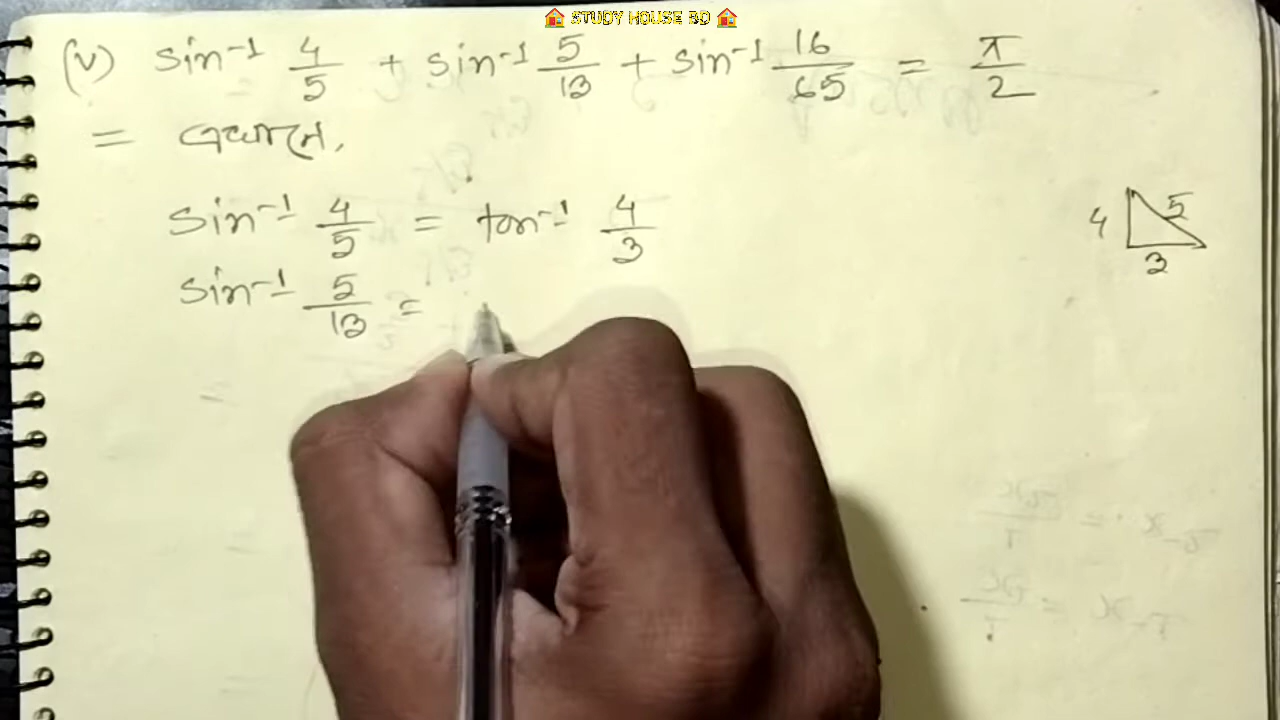 🏠 STUDY HOUSE BD 🏠
(v) sin⁻¹ 4/5 + sin⁻¹ 5/13 + sin⁻¹ 16/65 = π/2
= এখানে,
sin⁻¹ 4/5 = tan⁻¹ 4/3
4 5
3
sin⁻¹ 5/13 =